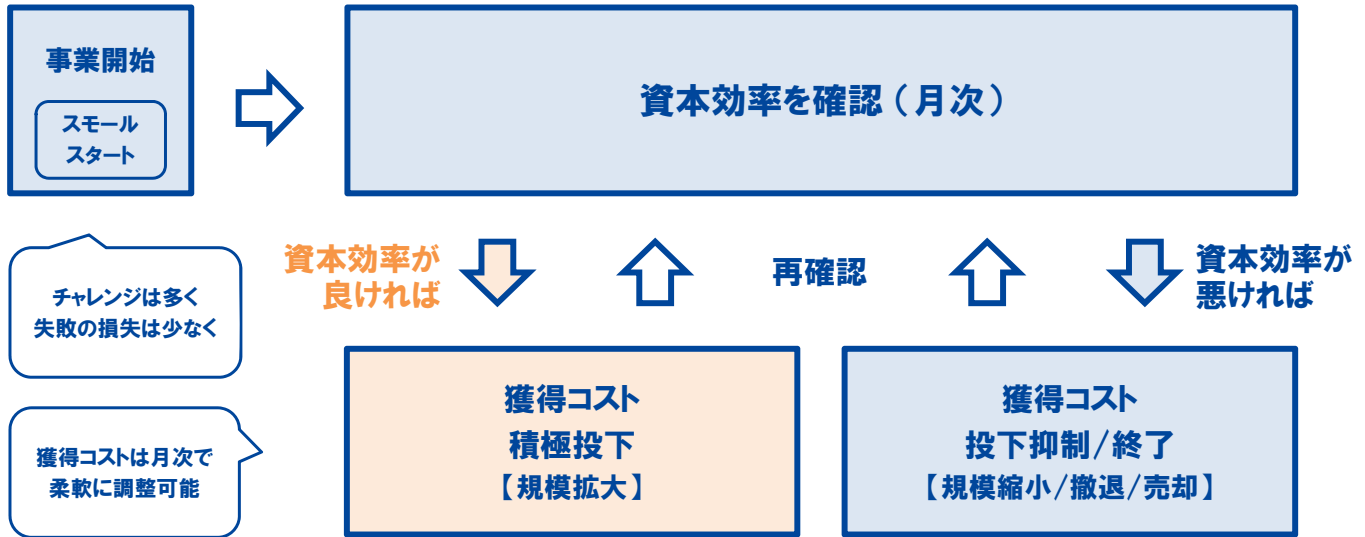 事業開始
スモール
スタート
資本効率を確認（月次）
チャレンジは多く
失敗の損失は少なく
資本効率が
良ければ
再確認
資本効率が
悪ければ
獲得コストは月次で
柔軟に調整可能
獲得コスト
積極投下
【規模拡大】
獲得コスト
投下抑制/終了
【規模縮小/撤退/売却】